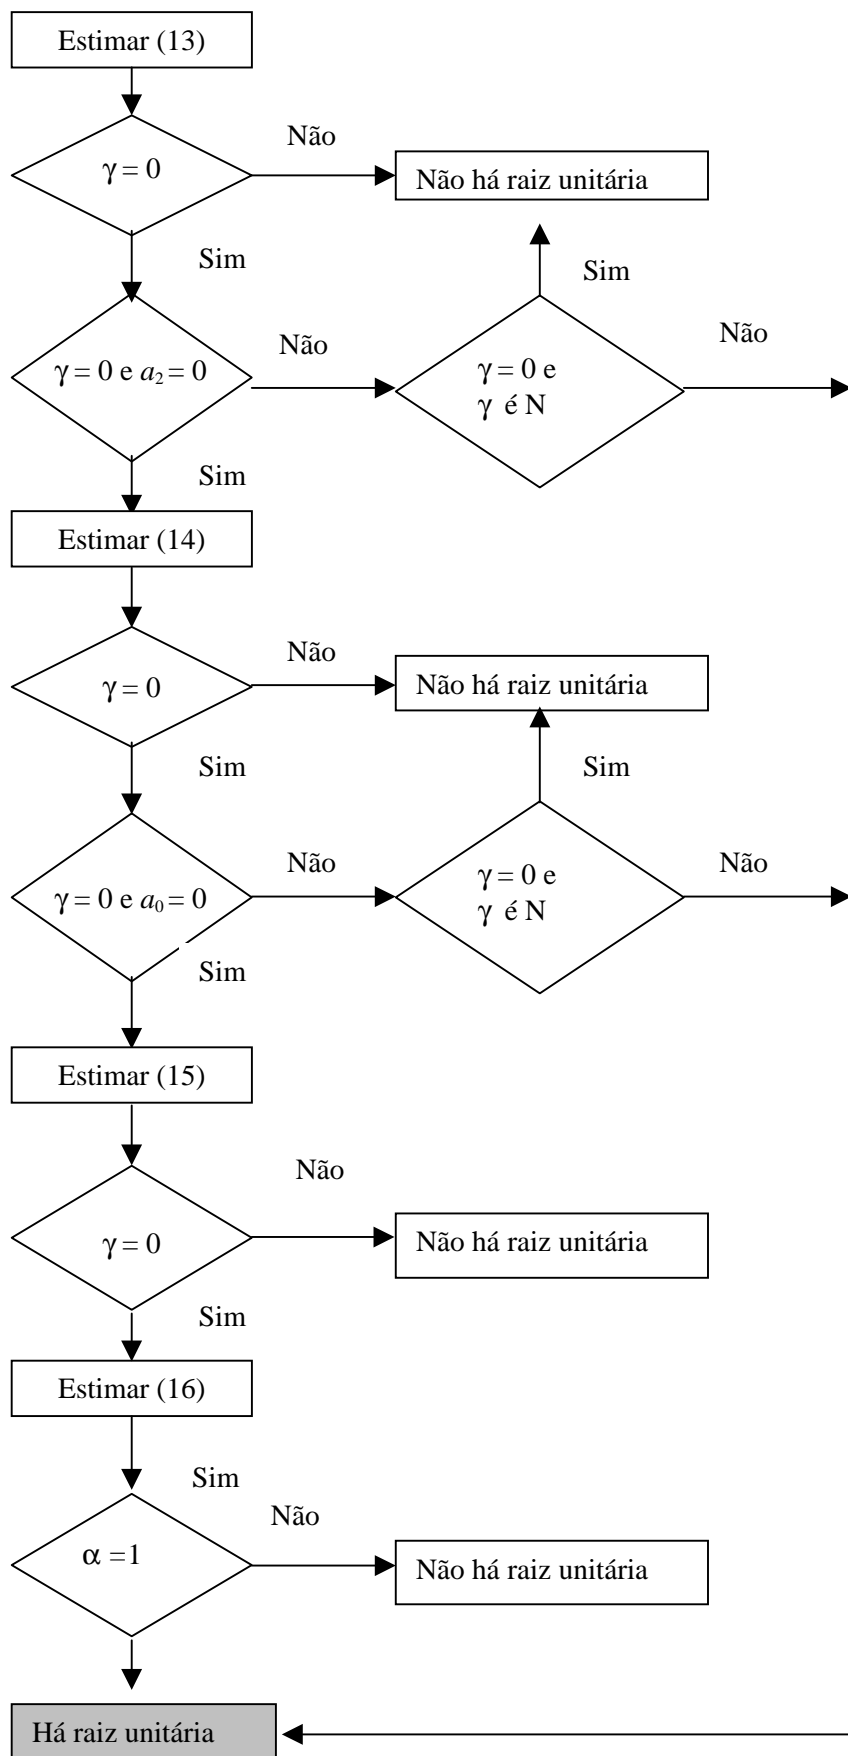 Estimar (13)
Não
γ = 0
Não há raiz unitária
Sim
Sim
Não
Não
γ = 0 e a₂ = 0
γ = 0 e
γ é N
Sim
Estimar (14)
Não
γ = 0
Não há raiz unitária
Sim
Sim
Não
Não
γ = 0 e a₀ = 0
γ = 0 e
γ é N
Sim
Estimar (15)
Não
γ = 0
Não há raiz unitária
Sim
Estimar (16)
Sim
Não
α =1
Não há raiz unitária
Há raiz unitária